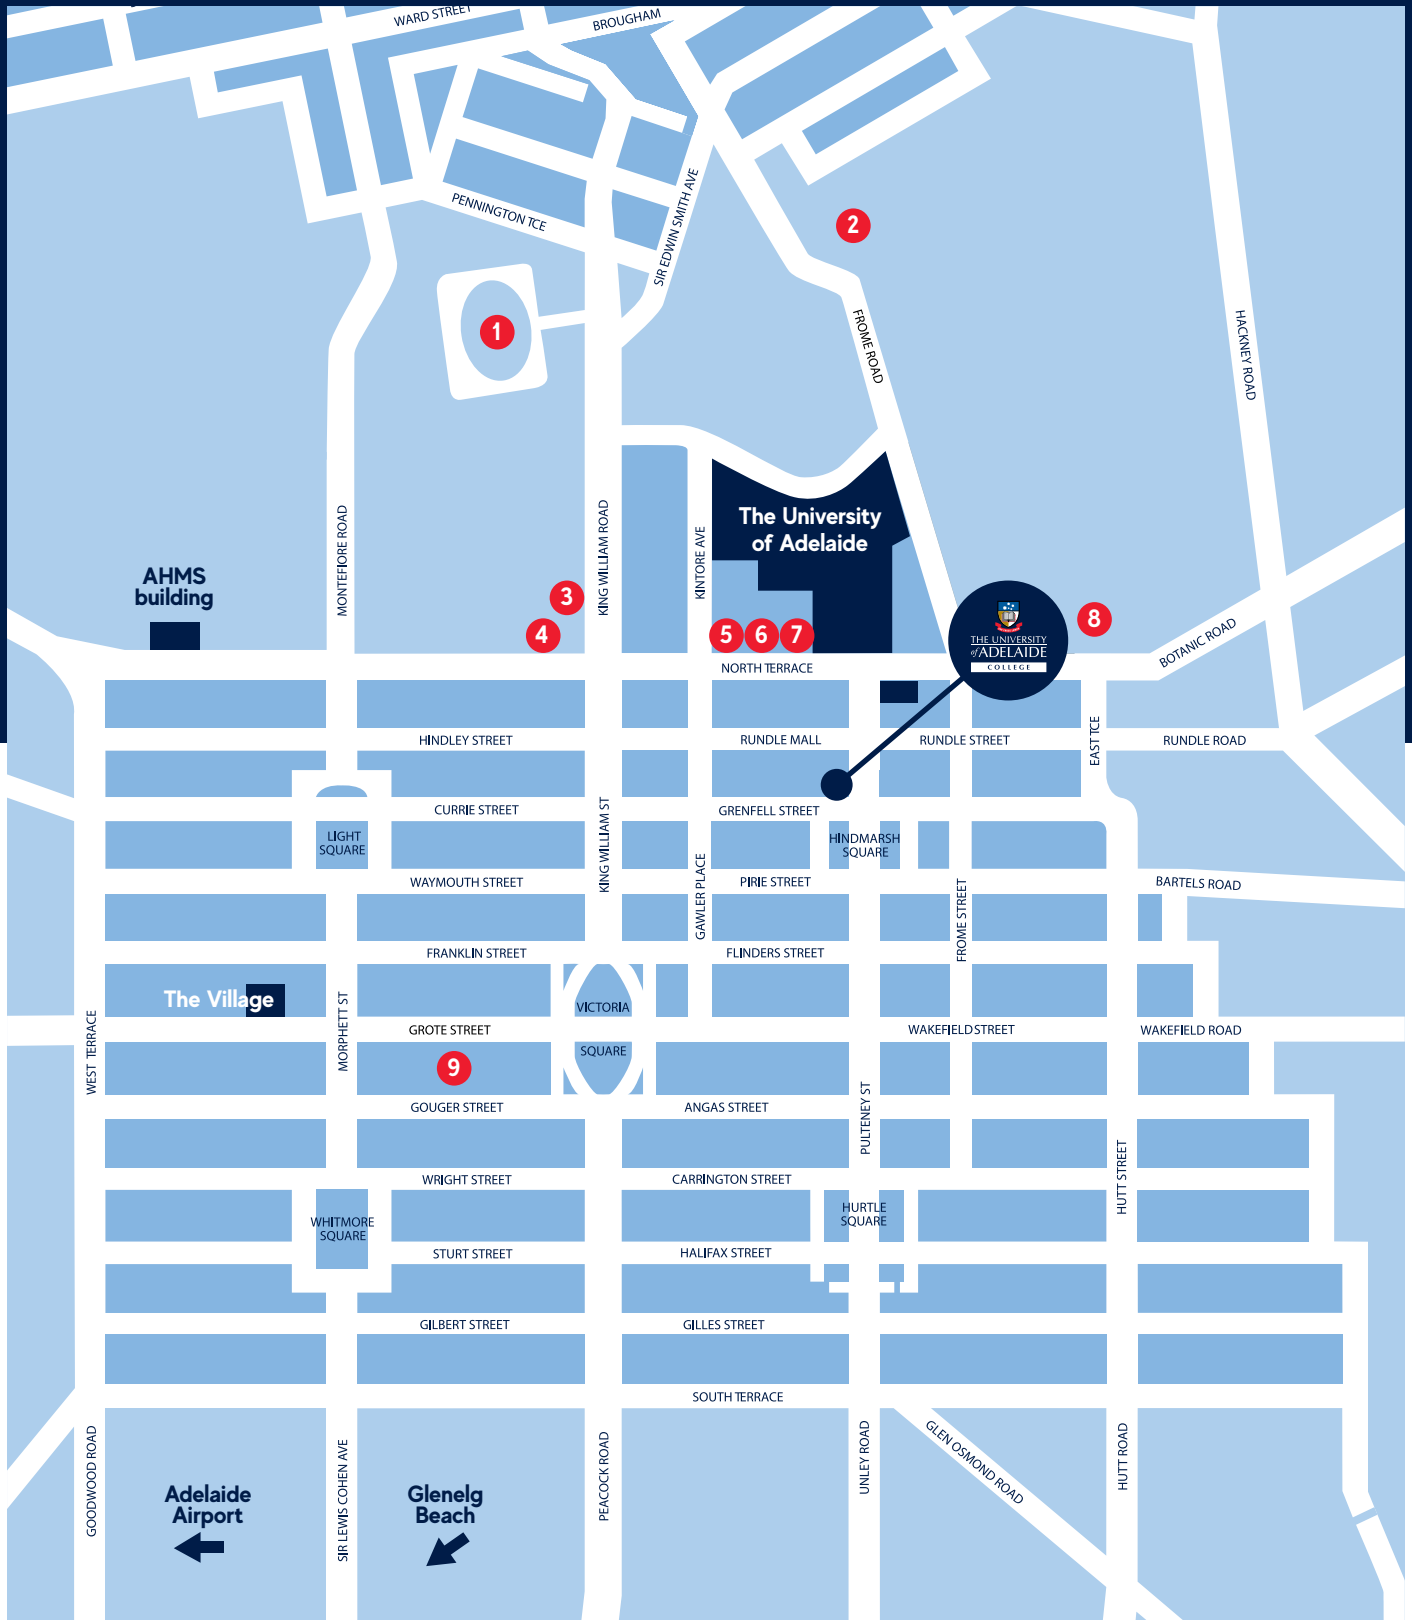 WARD STREET
BROUGHAM
PENNINGTON TCE
SIR EDWIN SMITH AVE
2
1
FROME ROAD
HACKNEY ROAD
MONTEFIORE ROAD
KING WILLIAM ROAD
KINTORE AVE
The University
of Adelaide
AHMS
building
3
4
5
6
7
8
THE UNIVERSITY
of ADELAIDE
COLLEGE
BOTANIC ROAD
NORTH TERRACE
HINDLEY STREET
RUNDLE MALL
RUNDLE STREET
EAST TCE
RUNDLE ROAD
CURRIE STREET
KING WILLIAM ST
GRENFELL STREET
LIGHT
SQUARE
HINDMARSH
SQUARE
WAYMOUTH STREET
GAWLER PLACE
PIRIE STREET
FROME STREET
BARTELS ROAD
FRANKLIN STREET
FLINDERS STREET
The Village
MORPHETT ST
VICTORIA
SQUARE
WEST TERRACE
GROTE STREET
WAKEFIELD STREET
WAKEFIELD ROAD
9
PULTENEY ST
GOUGER STREET
ANGAS STREET
HUTT STREET
WRIGHT STREET
CARRINGTON STREET
WHITMORE
SQUARE
HURTLE
SQUARE
STURT STREET
HALIFAX STREET
GILBERT STREET
GILLES STREET
SOUTH TERRACE
GOODWOOD ROAD
SIR LEWIS COHEN AVE
PEACOCK ROAD
UNLEY ROAD
GLEN OSMOND ROAD
HUTT ROAD
Adelaide
Airport
Glenelg
Beach